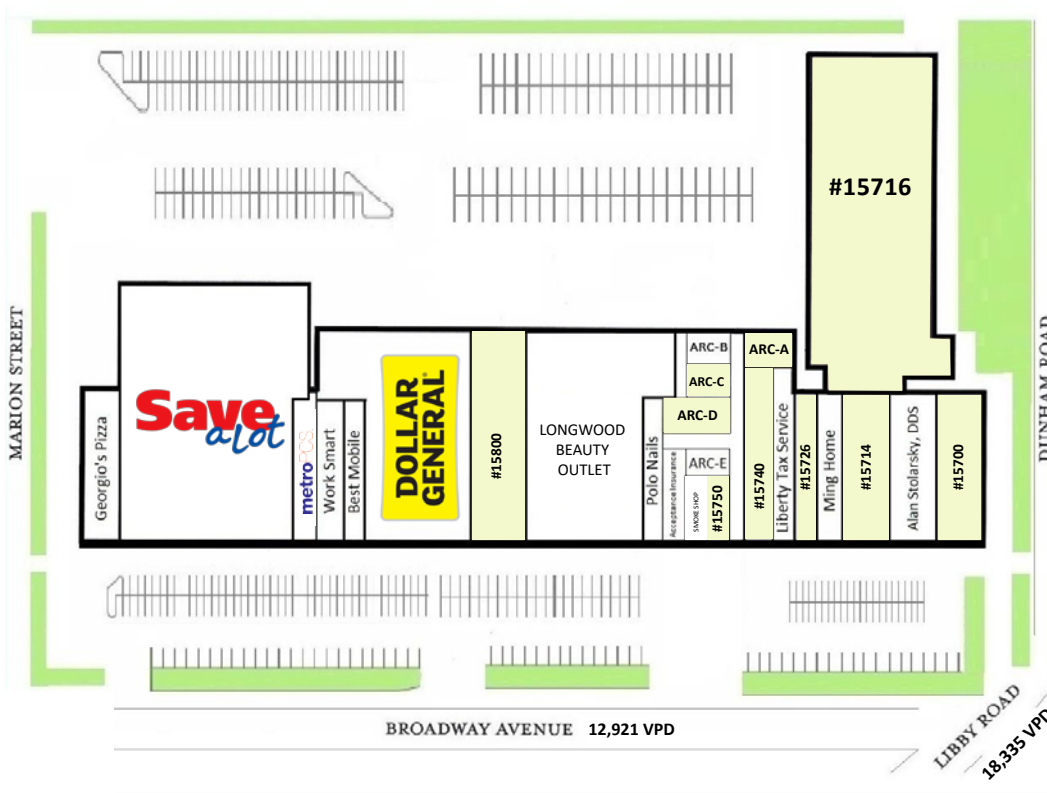 #15716
MARION STREET
DUNHAM ROAD
Georgio's Pizza
Save
a lot
metroPCS.
Work Smart
Best Mobile
DOLLAR
GENERAL
#15800
LONGWOOD
BEAUTY
OUTLET
Polo Nails
ARC-B
ARC-A
ARC-C
ARC-D
ARC-E
Acceptance Insurance
SMOKE SHOP
#15750
#15740
Liberty Tax Service
#15726
Ming Home
#15714
Alan Stolarsky, DDS
#15700
BROADWAY AVENUE 12,921 VPD
LIBBY ROAD
18,335 VPD